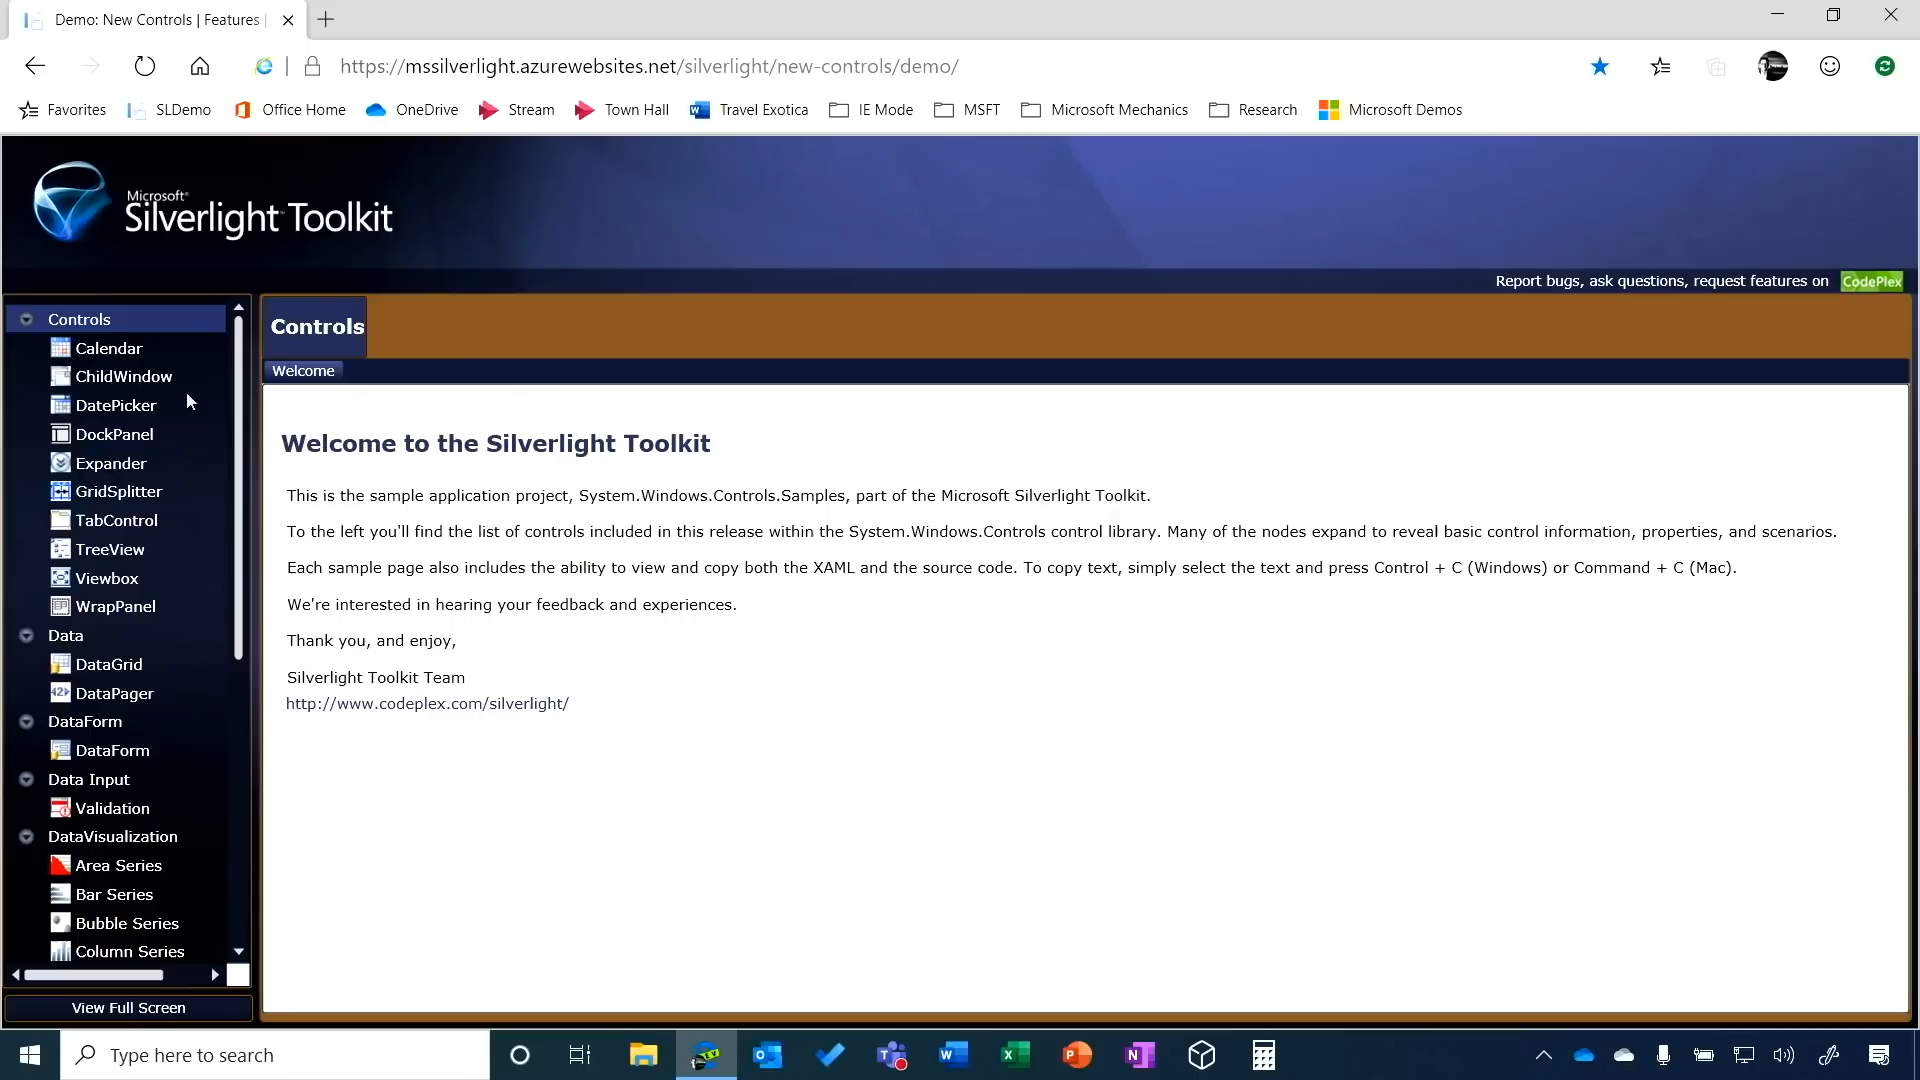 Demo: New Controls | Features |
https://mssilverlight.azurewebsites.net/silverlight/new-controls/demo/
Favorites SLDemo Office Home OneDrive Stream Town Hall Travel Exotica IE Mode MSFT Microsoft Mechanics Research Microsoft Demos
Microsoft®
Silverlight™ Toolkit
Report bugs, ask questions, request features on CodePlex
Controls
Calendar
ChildWindow
DatePicker
DockPanel
Expander
GridSplitter
TabControl
TreeView
Viewbox
WrapPanel
Data
DataGrid
DataPager
DataForm
DataForm
Data Input
Validation
DataVisualization
Area Series
Bar Series
Bubble Series
Column Series
View Full Screen
Controls
Welcome
Welcome to the Silverlight Toolkit
This is the sample application project, System.Windows.Controls.Samples, part of the Microsoft Silverlight Toolkit.
To the left you'll find the list of controls included in this release within the System.Windows.Controls control library. Many of the nodes expand to reveal basic control information, properties, and scenarios.
Each sample page also includes the ability to view and copy both the XAML and the source code. To copy text, simply select the text and press Control + C (Windows) or Command + C (Mac).
We're interested in hearing your feedback and experiences.
Thank you, and enjoy,
Silverlight Toolkit Team
http://www.codeplex.com/silverlight/
Type here to search